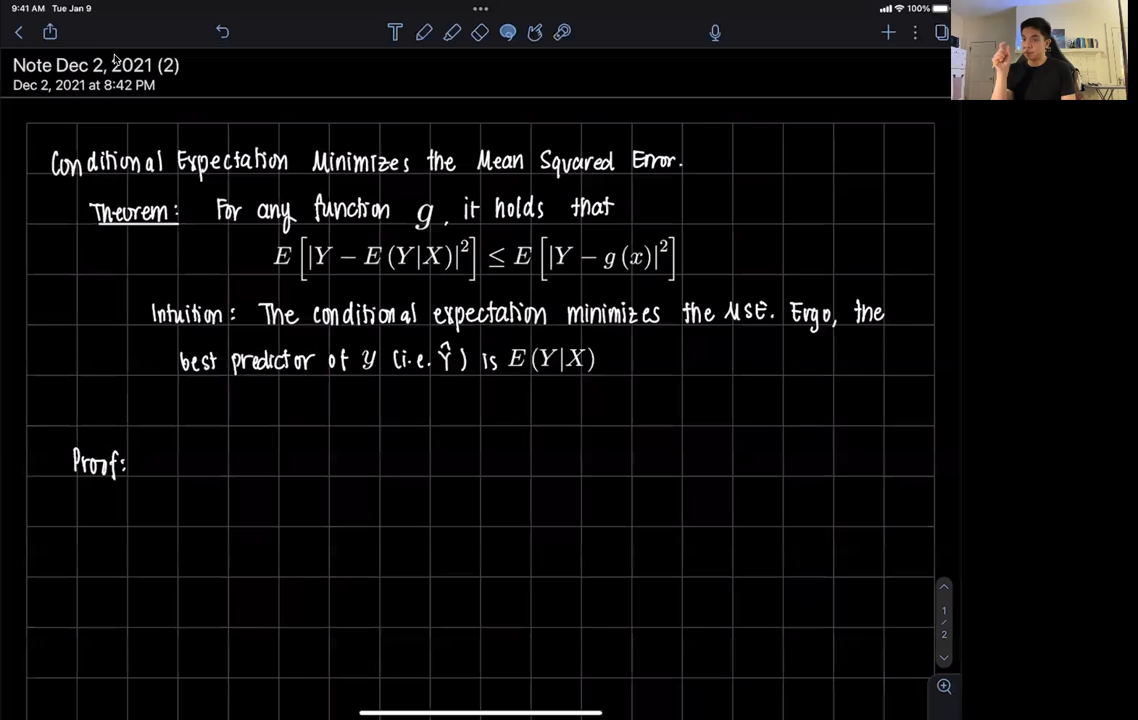 9:41 AM Tue Jan 9
100%
Note Dec 2, 2021 (2)
Dec 2, 2021 at 8:42 PM
Conditional Expectation Minimizes the Mean Squared Error.
Theorem: For any function g, it holds that
E[|Y − E(Y|X)|²] ≤ E[|Y − g(x)|²]
Intuition: The conditional expectation minimizes the MSE. Ergo, the
best predictor of y (i.e. Ŷ) is E(Y|X)
Proof:
1
/
2